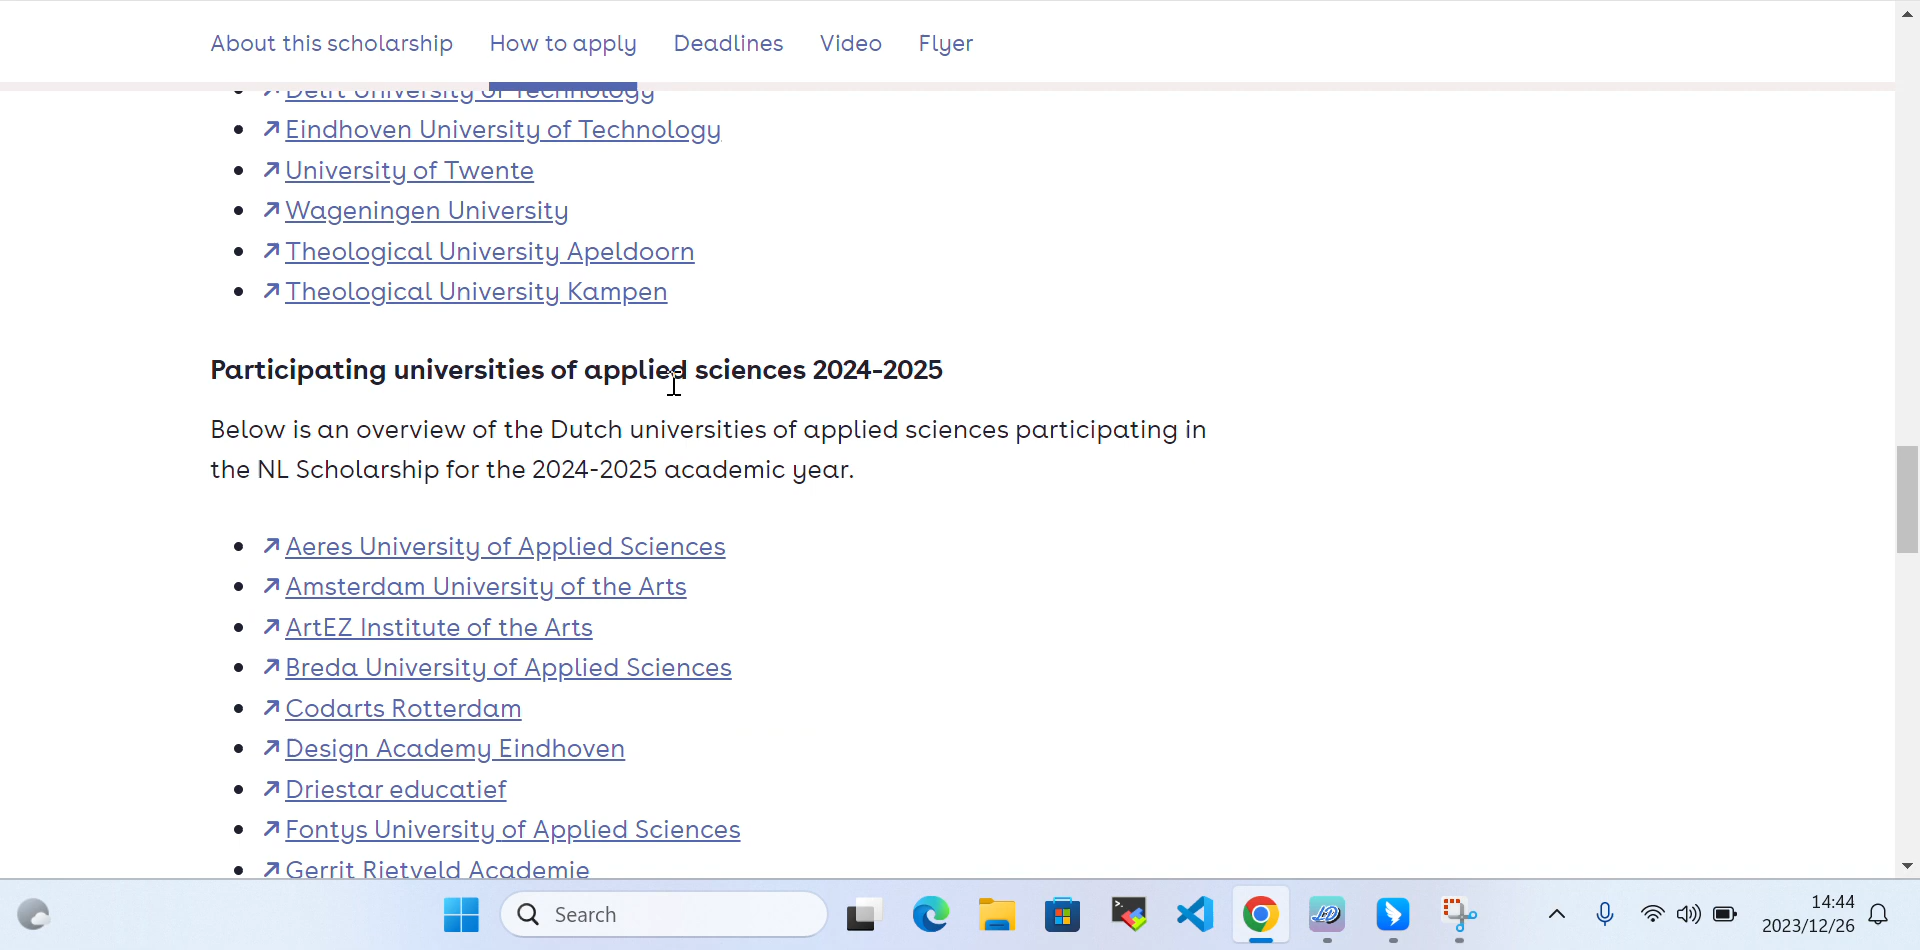 About this scholarship How to apply Deadlines Video Flyer
Delft University of Technology
Eindhoven University of Technology
University of Twente
Wageningen University
Theological University Apeldoorn
Theological University Kampen
Participating universities of applied sciences 2024-2025
Below is an overview of the Dutch universities of applied sciences participating in
the NL Scholarship for the 2024-2025 academic year.
Aeres University of Applied Sciences
Amsterdam University of the Arts
ArtEZ Institute of the Arts
Breda University of Applied Sciences
Codarts Rotterdam
Design Academy Eindhoven
Driestar educatief
Fontys University of Applied Sciences
Gerrit Rietveld Academie
Search
14:44
2023/12/26